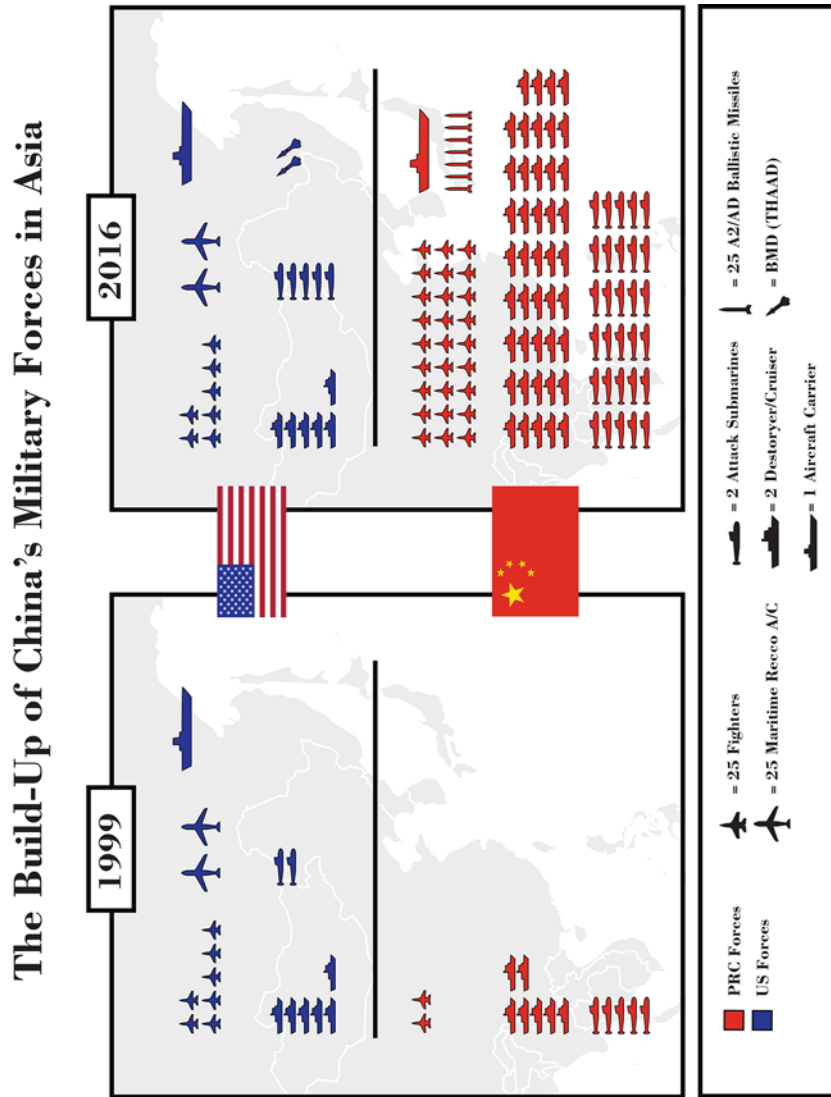 The Build-Up of China's Military Forces in Asia
1999
2016
PRC Forces
US Forces
= 25 Fighters
= 25 Maritime Recco A/C
= 2 Attack Submarines
= 2 Destoryer/Cruiser
= 1 Aircraft Carrier
= 25 A2/AD Ballistic Missiles
= BMD (THAAD)